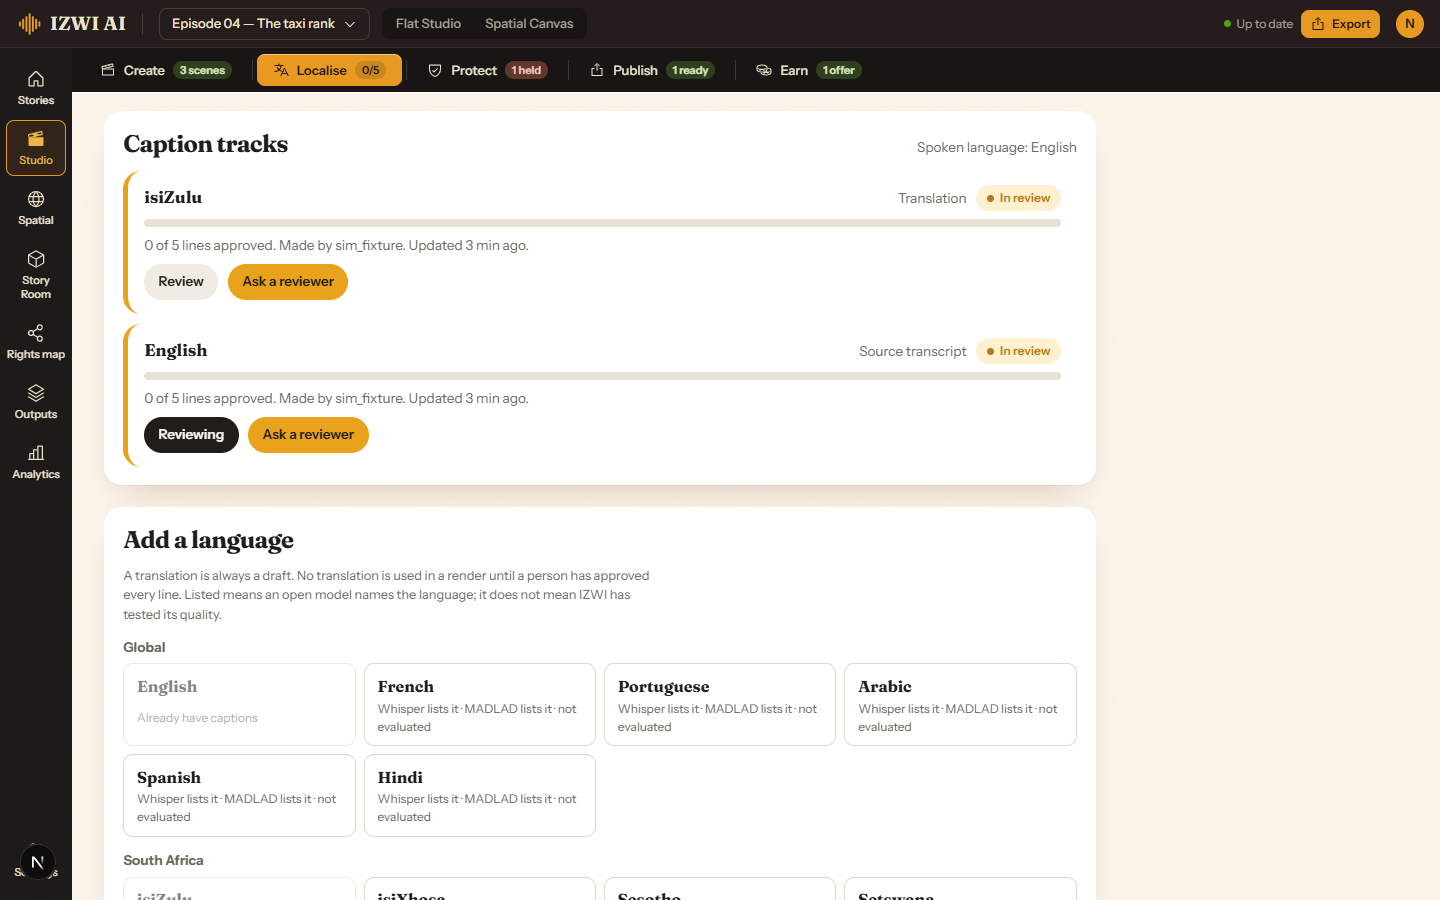 IZWI AI
Episode 04 — The taxi rank
Flat Studio
Spatial Canvas
Up to date
Export
N
Create
3 scenes
Localise
0/5
Protect
1 held
Publish
1 ready
Earn
1 offer
Stories
Studio
Spatial
Story
Room
Rights map
Outputs
Analytics
N
Caption tracks
Spoken language: English
isiZulu
Translation
In review
0 of 5 lines approved. Made by sim_fixture. Updated 3 min ago.
Review
Ask a reviewer
English
Source transcript
In review
0 of 5 lines approved. Made by sim_fixture. Updated 3 min ago.
Reviewing
Ask a reviewer
Add a language
A translation is always a draft. No translation is used in a render until a person has approved
every line. Listed means an open model names the language; it does not mean IZWI has
tested its quality.
Global
English
Already have captions
French
Whisper lists it · MADLAD lists it · not
evaluated
Portuguese
Whisper lists it · MADLAD lists it · not
evaluated
Arabic
Whisper lists it · MADLAD lists it · not
evaluated
Spanish
Whisper lists it · MADLAD lists it · not
evaluated
Hindi
Whisper lists it · MADLAD lists it · not
evaluated
South Africa
isiZulu
isiXhosa
Sesotho
Setswana